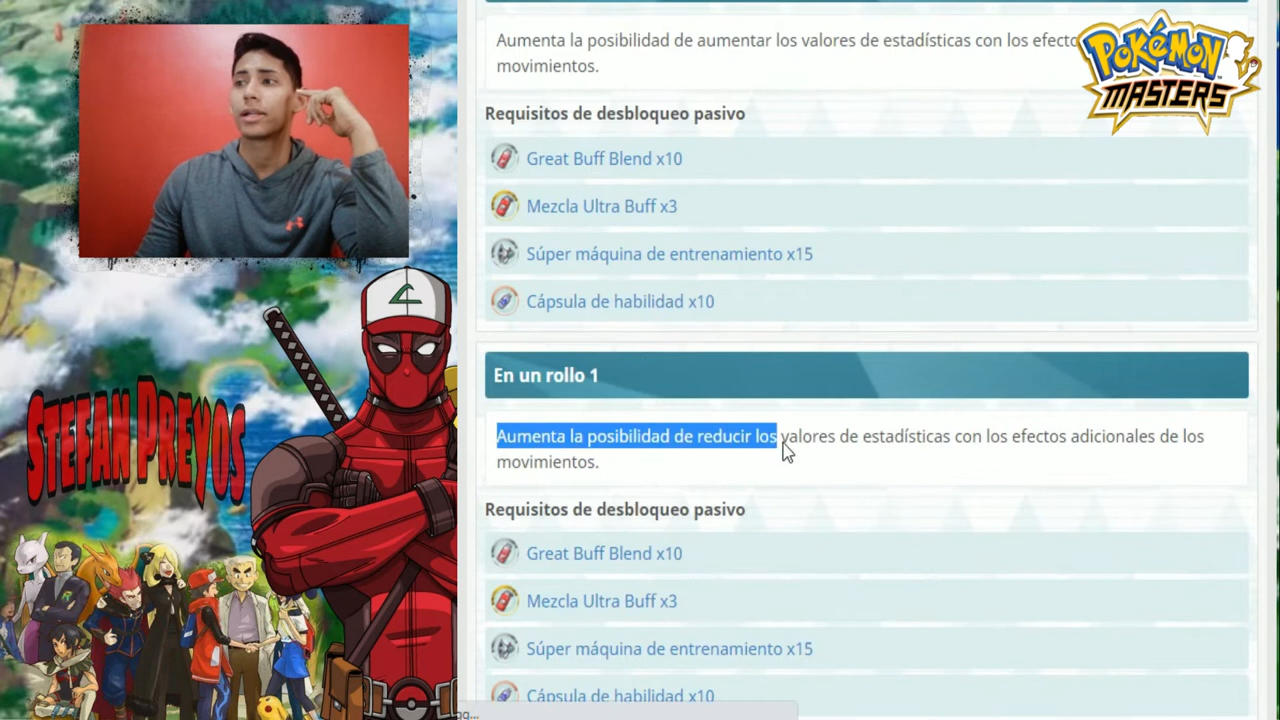 Aumenta la posibilidad de aumentar los valores de estadísticas con los
movimientos.
POKÉMON
MASTERS
Requisitos de desbloqueo pasivo
Great Buff Blend x10
Mezcla Ultra Buff x3
Súper máquina de entrenamiento x15
Cápsula de habilidad x10
En un rollo 1
Aumenta la posibilidad de reducir los valores de estadísticas con los efectos adicionales de los
movimientos.
STEFAN PREYOS
Requisitos de desbloqueo pasivo
Great Buff Blend x10
Mezcla Ultra Buff x3
Súper máquina de entrenamiento x15
Cápsula de habilidad x10